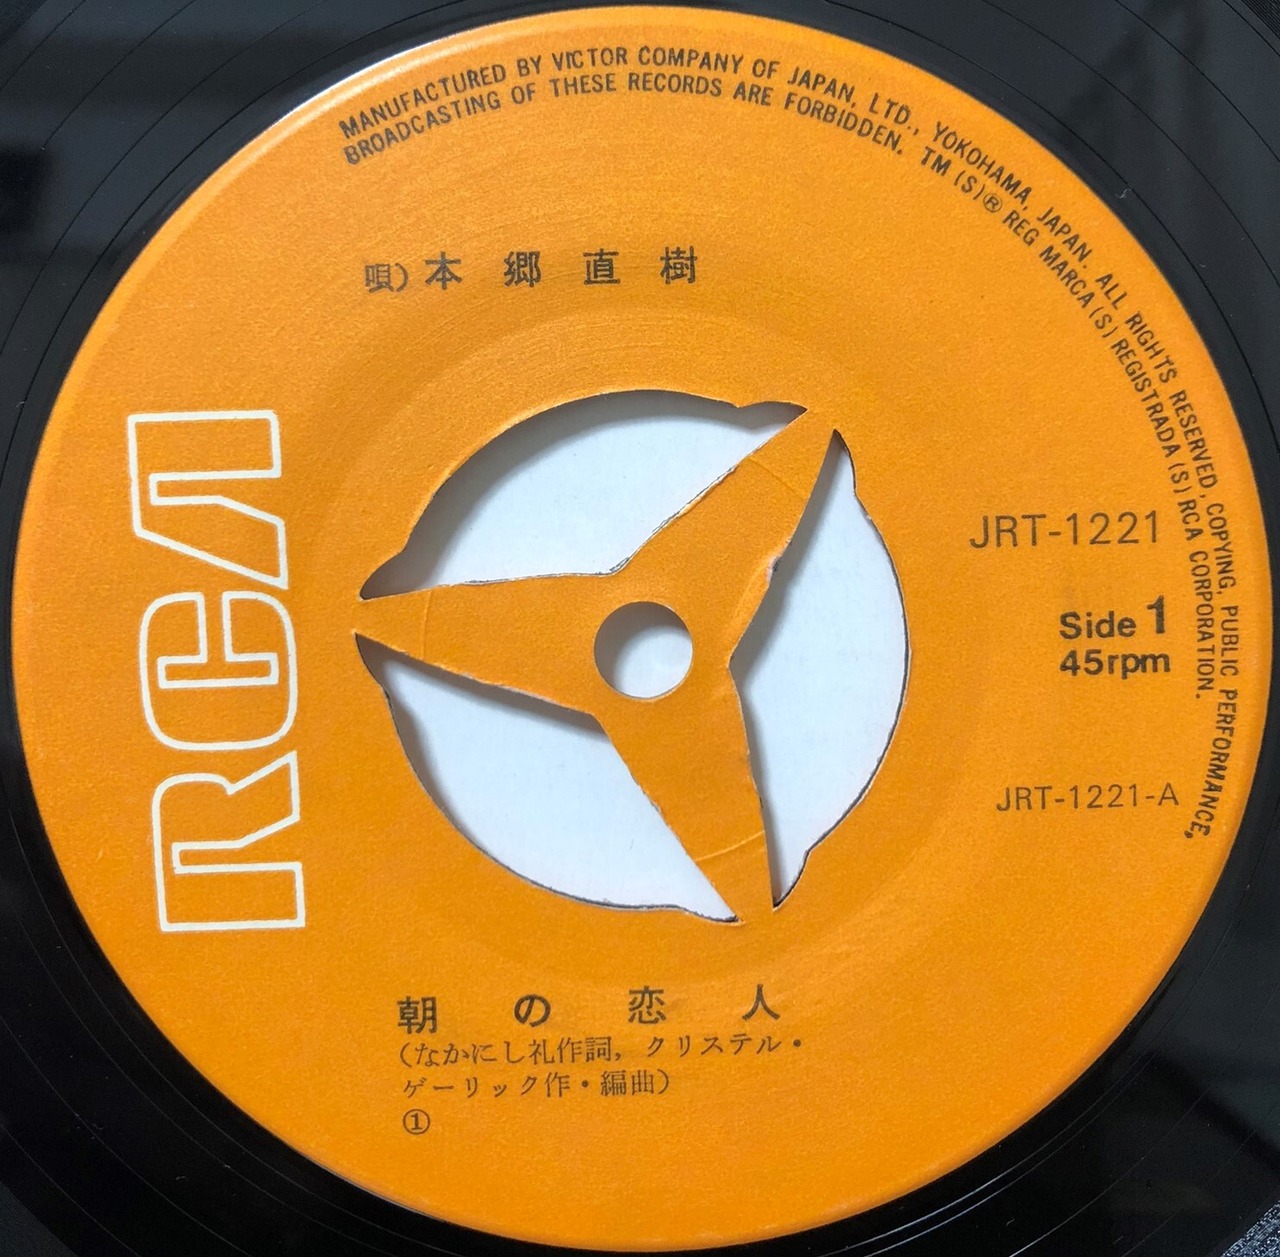 MANUFACTURED BY VICTOR COMPANY OF JAPAN, LTD., YOKOHAMA, JAPAN. ALL RIGHTS RESERVED, COPYING, PUBLIC PERFORMANCE,
BROADCASTING OF THESE RECORDS ARE FORBIDDEN. TM (S)® REG MARCA (S) REGISTRADA (S) RCA CORPORATION.
唄)本郷直樹
RCA
JRT-1221
Side 1
45rpm
JRT-1221-A
朝の恋人
(なかにし礼作詞, クリステル・
ゲーリック作・編曲)
①